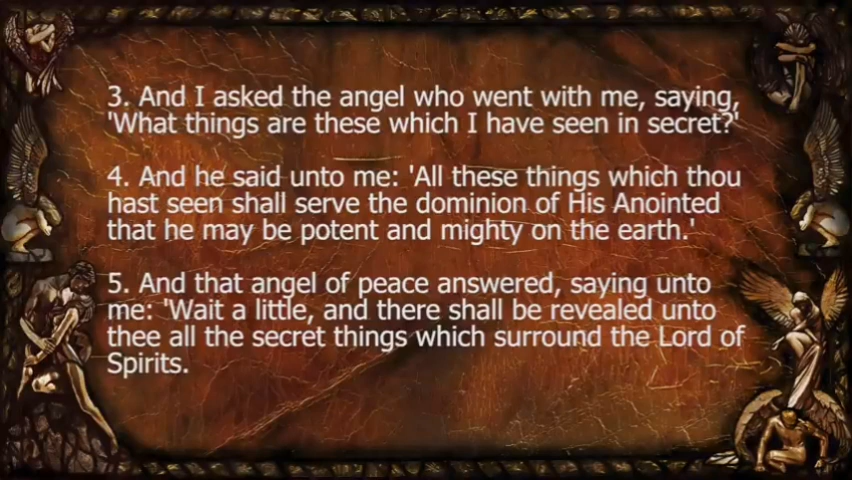 3. And I asked the angel who went with me, saying,
'What things are these which I have seen in secret?'
4. And he said unto me: 'All these things which thou
hast seen shall serve the dominion of His Anointed
that he may be potent and mighty on the earth.'
5. And that angel of peace answered, saying unto
me: 'Wait a little, and there shall be revealed unto
thee all the secret things which surround the Lord of
Spirits.